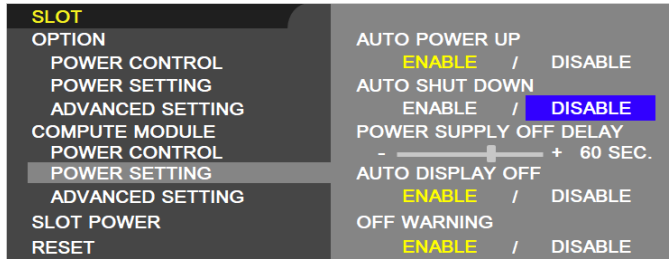 SLOT
OPTION
POWER CONTROL
POWER SETTING
ADVANCED SETTING
COMPUTE MODULE
POWER CONTROL
POWER SETTING
ADVANCED SETTING
SLOT POWER
RESET
AUTO POWER UP
ENABLE / DISABLE
AUTO SHUT DOWN
ENABLE / DISABLE
POWER SUPPLY OFF DELAY
- + 60 SEC.
AUTO DISPLAY OFF
ENABLE / DISABLE
OFF WARNING
ENABLE / DISABLE